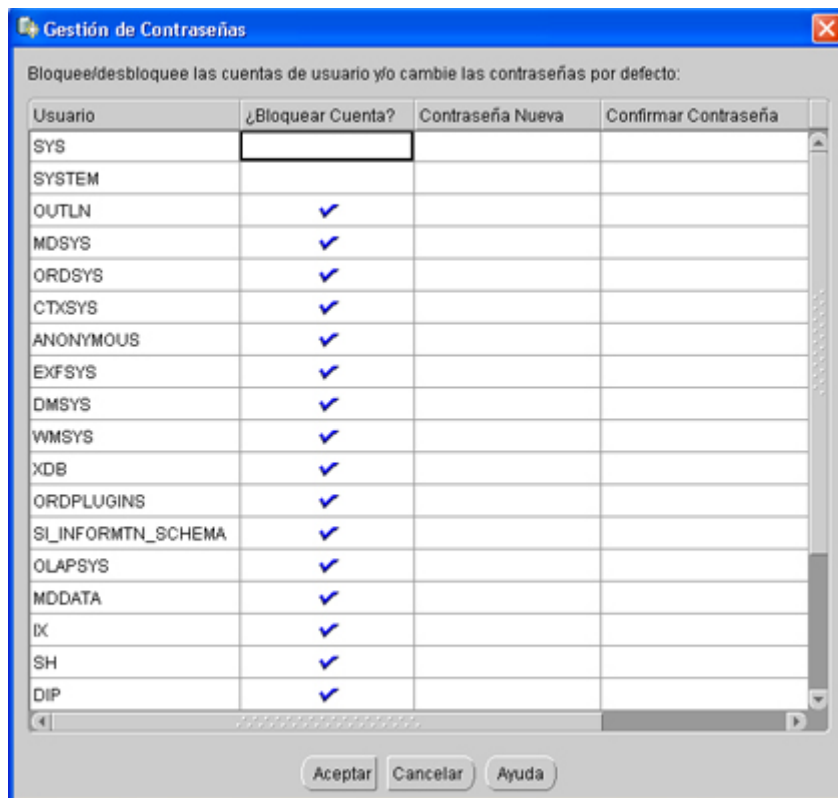 Gestión de Contraseñas
Bloquee/desbloquee las cuentas de usuario y/o cambie las contraseñas por defecto:
Usuario ¿Bloquear Cuenta? Contraseña Nueva Confirmar Contraseña
SYS
SYSTEM
OUTLN
MDSYS
ORDSYS
CTXSYS
ANONYMOUS
EXFSYS
DMSYS
WMSYS
XDB
ORDPLUGINS
SI_INFORMTN_SCHEMA
OLAPSYS
MDDATA
IX
SH
DIP
Aceptar Cancelar Ayuda